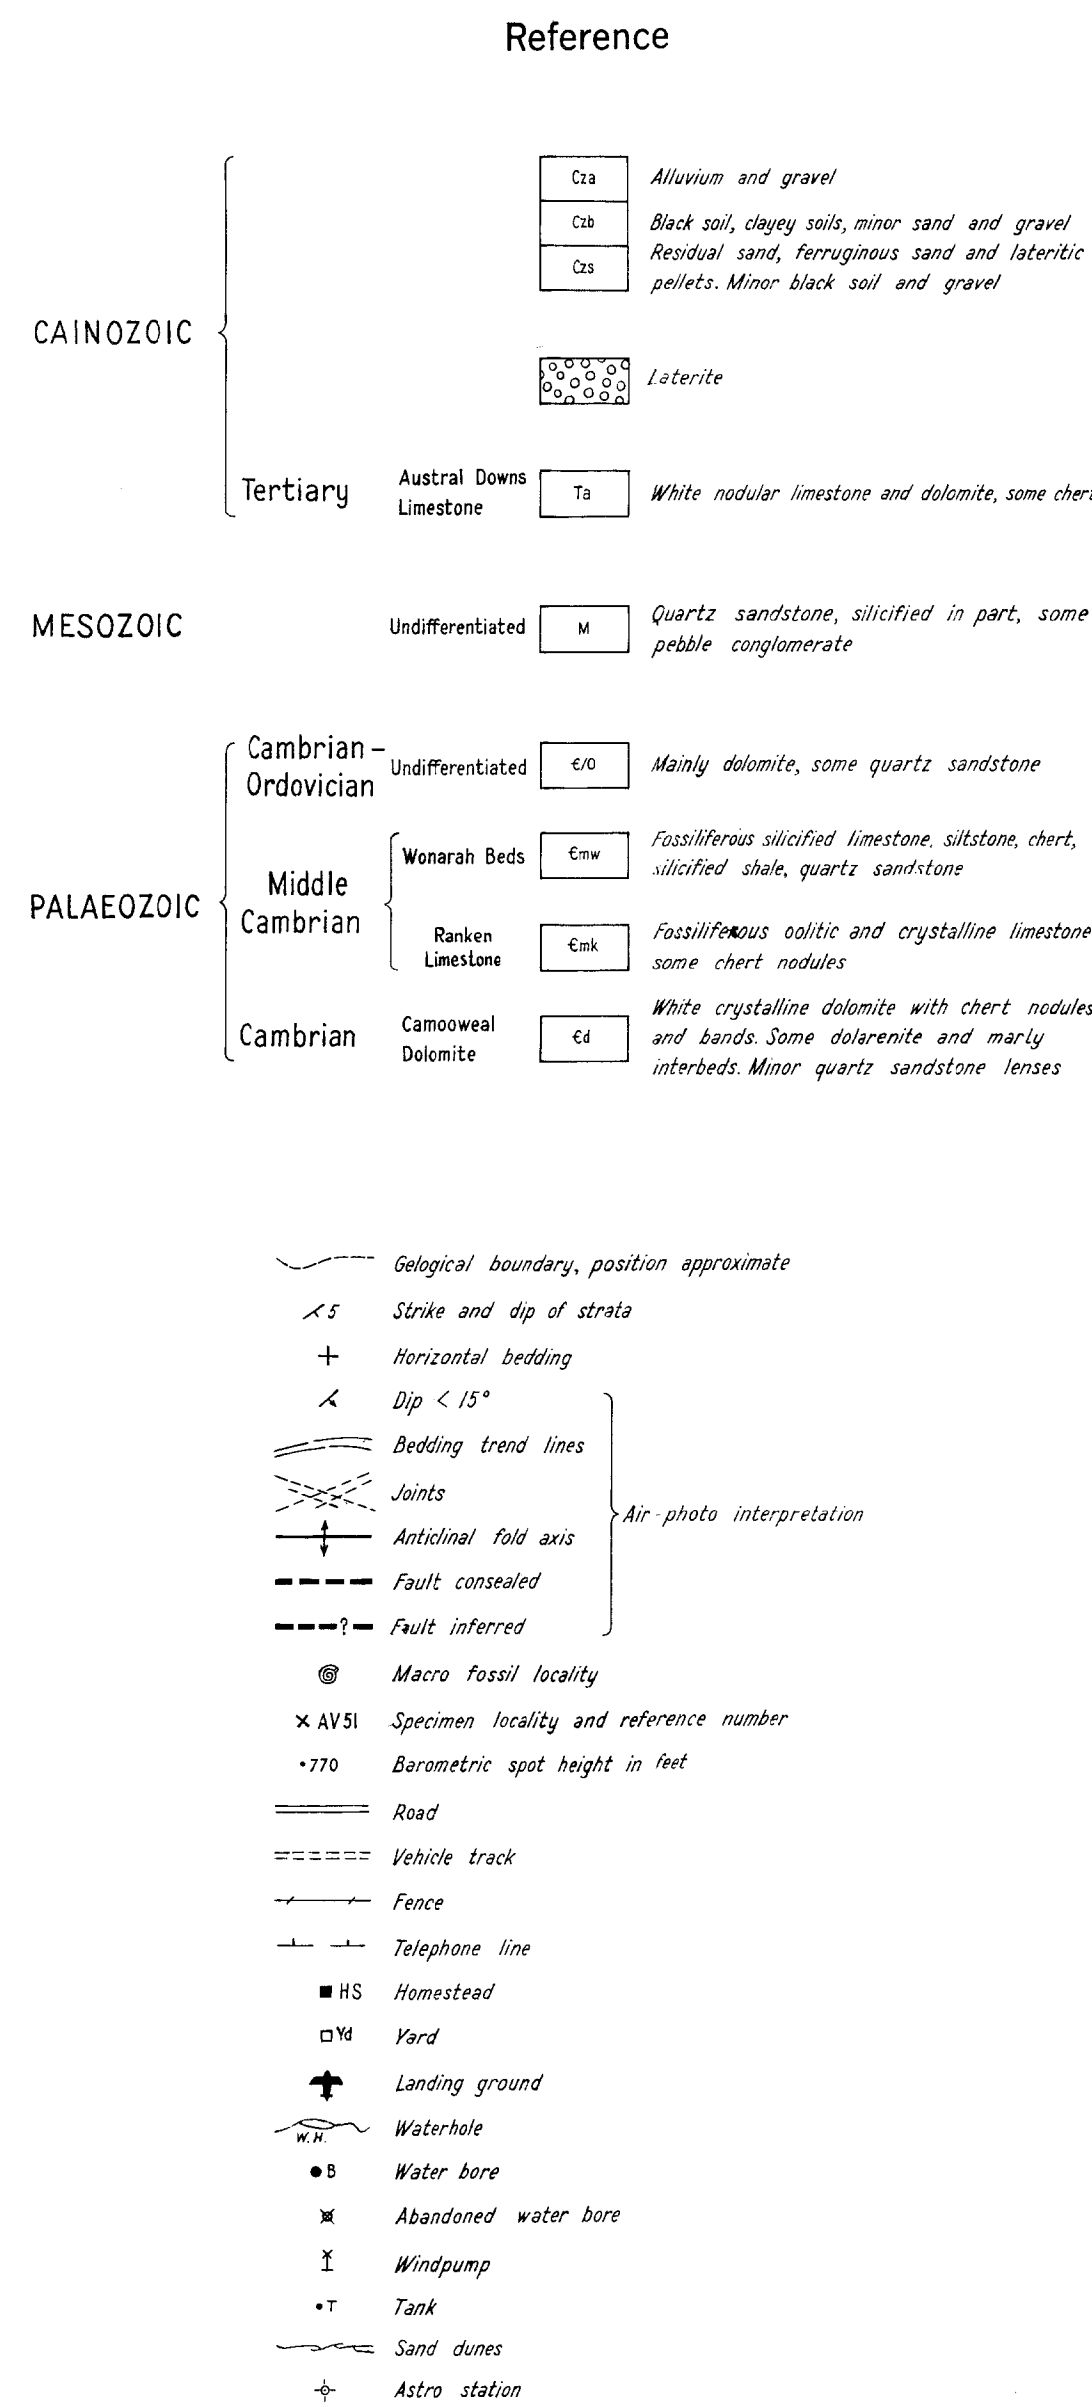 Reference
CAINOZOIC
Cza Alluvium and gravel
Czb Black soil, clayey soils, minor sand and gravel
Czs Residual sand, ferruginous sand and lateritic
pellets. Minor black soil and gravel
Laterite
Tertiary Austral Downs Limestone Ta White nodular limestone and dolomite, some chert
MESOZOIC
Undifferentiated M Quartz sandstone, silicified in part, some
pebble conglomerate
PALAEOZOIC
Cambrian-
Ordovician Undifferentiated €/O Mainly dolomite, some quartz sandstone
Middle
Cambrian
Wonarah Beds €mw Fossiliferous silicified limestone, siltstone, chert,
silicified shale, quartz sandstone
Ranken
Limestone €mk Fossiliferous oolitic and crystalline limestone
some chert nodules
Cambrian Camooweal
Dolomite €d White crystalline dolomite with chert nodules
and bands. Some dolarenite and marly
interbeds. Minor quartz sandstone lenses
Gelogical boundary, position approximate
5 Strike and dip of strata
Horizontal bedding
Dip < 15°
Bedding trend lines
Joints
Air-photo interpretation
Anticlinal fold axis
Fault consealed
? Fault inferred
Macro fossil locality
AV51 Specimen locality and reference number
•770 Barometric spot height in feet
Road
Vehicle track
Fence
Telephone line
HS Homestead
Yd Yard
Landing ground
W.H. Waterhole
B Water bore
Abandoned water bore
Windpump
T Tank
Sand dunes
Astro station